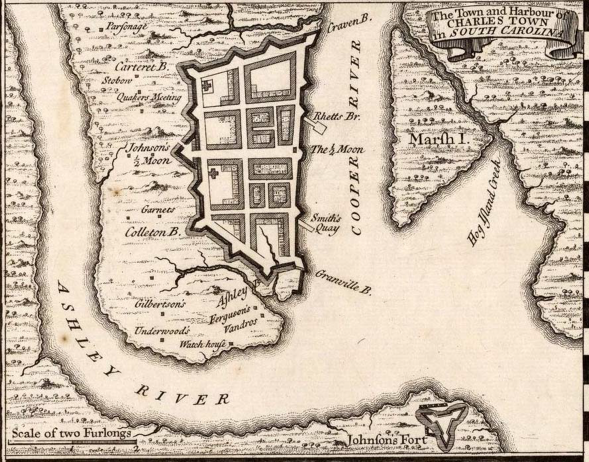 The Town and Harbour of
CHARLES TOWN
in SOUTH CAROLINA
Parsonage
Craven B.
Carteret B.
Stobow
Quakers Meeting
Rhetts Br.
Johnson's
½ Moon
The ½ Moon
COOPER RIVER
Marsh I.
Hog Island Creek
Garnets
Colleton B.
Smith's
Quay
Granville B.
Ashley
Gilbertson's
Ferguson's
Vandros
Underwoods
Watch house
ASHLEY RIVER
Scale of two Furlongs
Johnsons Fort